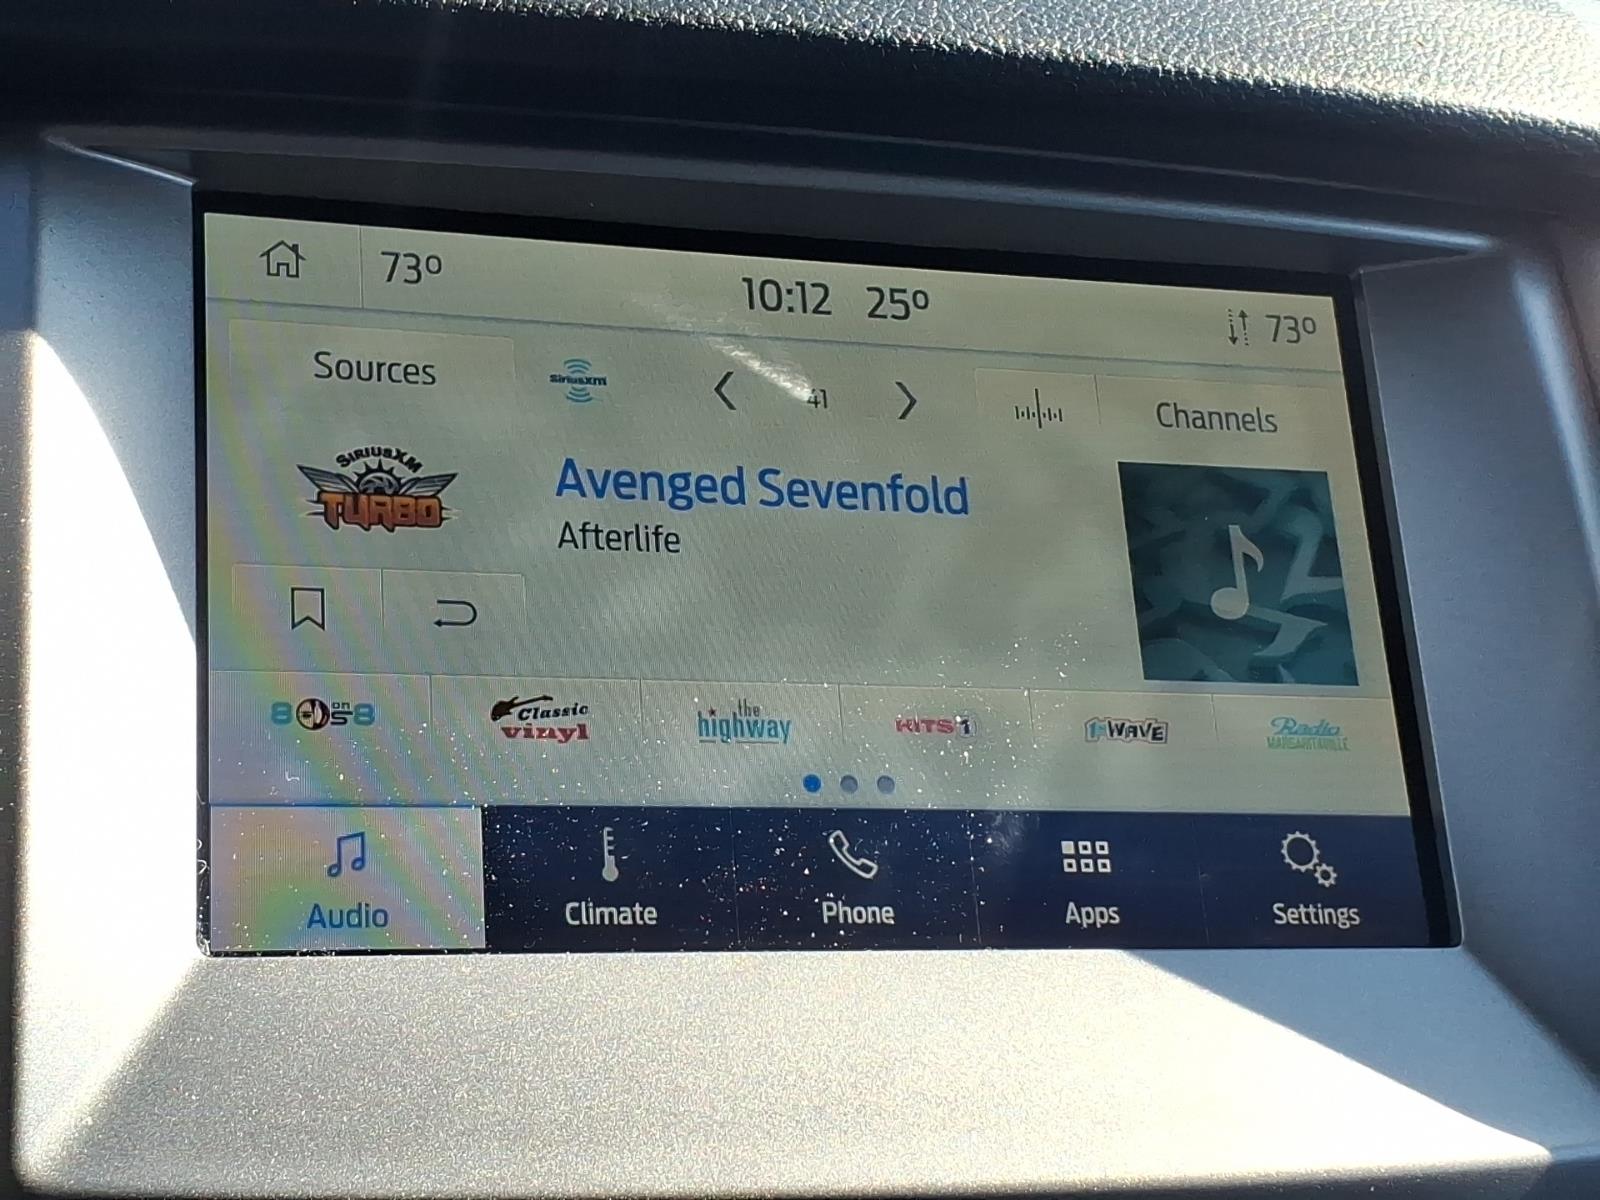 73°
10:12 25°
73°
Sources
SiriusXM
41
Channels
SIRIUSXM
TURBO
Avenged Sevenfold
Afterlife
80s on 8
Classic
vinyl
the
highway
HITS 1
1st WAVE
Radio
MARGARITAVILLE
Audio
Climate
Phone
Apps
Settings